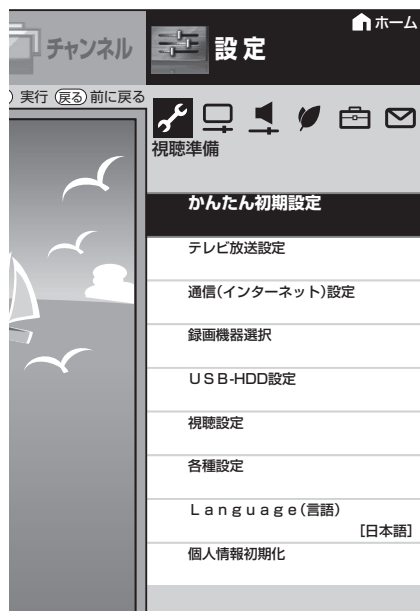 ホーム
チャンネル
設定
) 実行 戻る 前に戻る
視聴準備
かんたん初期設定
テレビ放送設定
通信(インターネット)設定
録画機器選択
USB-HDD設定
視聴設定
各種設定
Language(言語)
[日本語]
個人情報初期化